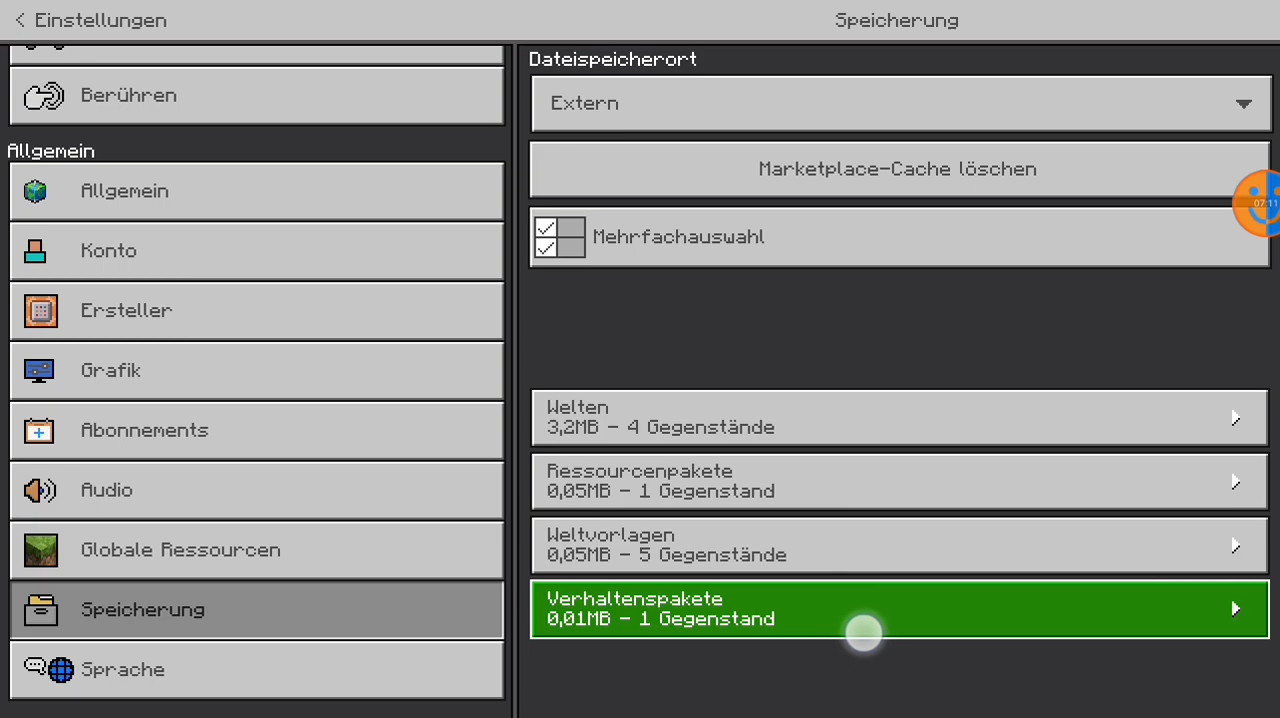 Einstellungen
Speicherung
Berühren
Allgemein
Allgemein
Konto
Ersteller
Grafik
Abonnements
Audio
Globale Ressourcen
Speicherung
Sprache
Dateispeicherort
Extern
Marketplace-Cache löschen
07:11
Mehrfachauswahl
Welten
3,2MB - 4 Gegenstände
Ressourcenpakete
0,05MB - 1 Gegenstand
Weltvorlagen
0,05MB - 5 Gegenstände
Verhaltenspakete
0,01MB - 1 Gegenstand